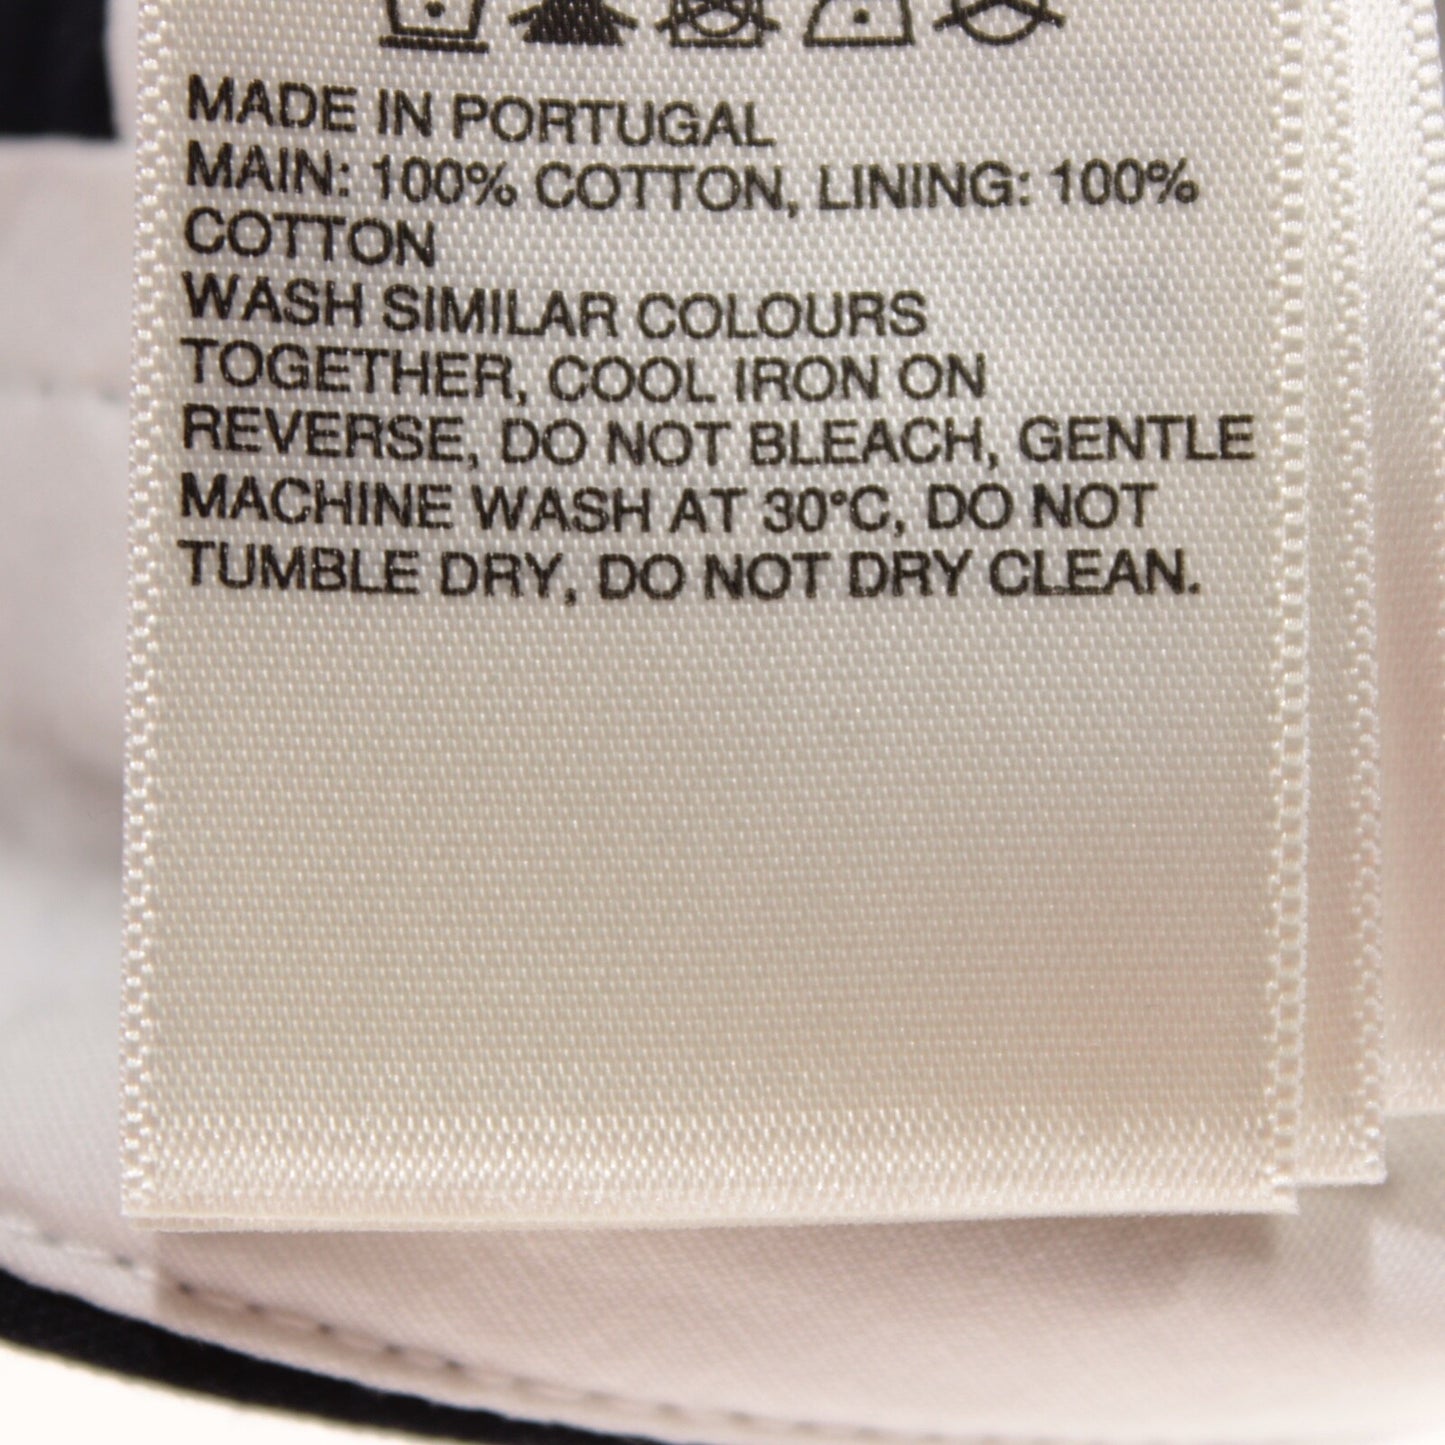 MADE IN PORTUGAL
MAIN: 100% COTTON, LINING: 100%
COTTON
WASH SIMILAR COLOURS
TOGETHER, COOL IRON ON
REVERSE, DO NOT BLEACH, GENTLE
MACHINE WASH AT 30°C, DO NOT
TUMBLE DRY, DO NOT DRY CLEAN.